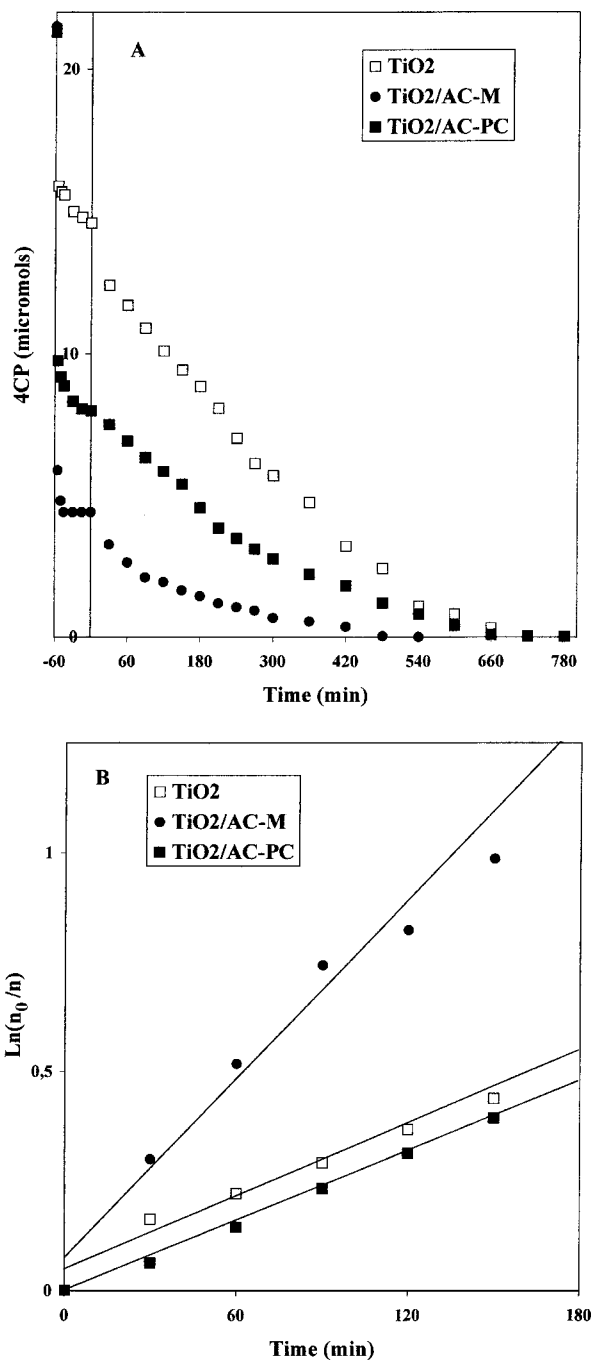 A
TiO2
TiO2/AC-M
TiO2/AC-PC
20
10
0
4CP (micromols)
-60 60 180 300 420 540 660 780
Time (min)
B
TiO2
TiO2/AC-M
TiO2/AC-PC
1
0,5
0
Ln(n0/n)
0 60 120 180
Time (min)